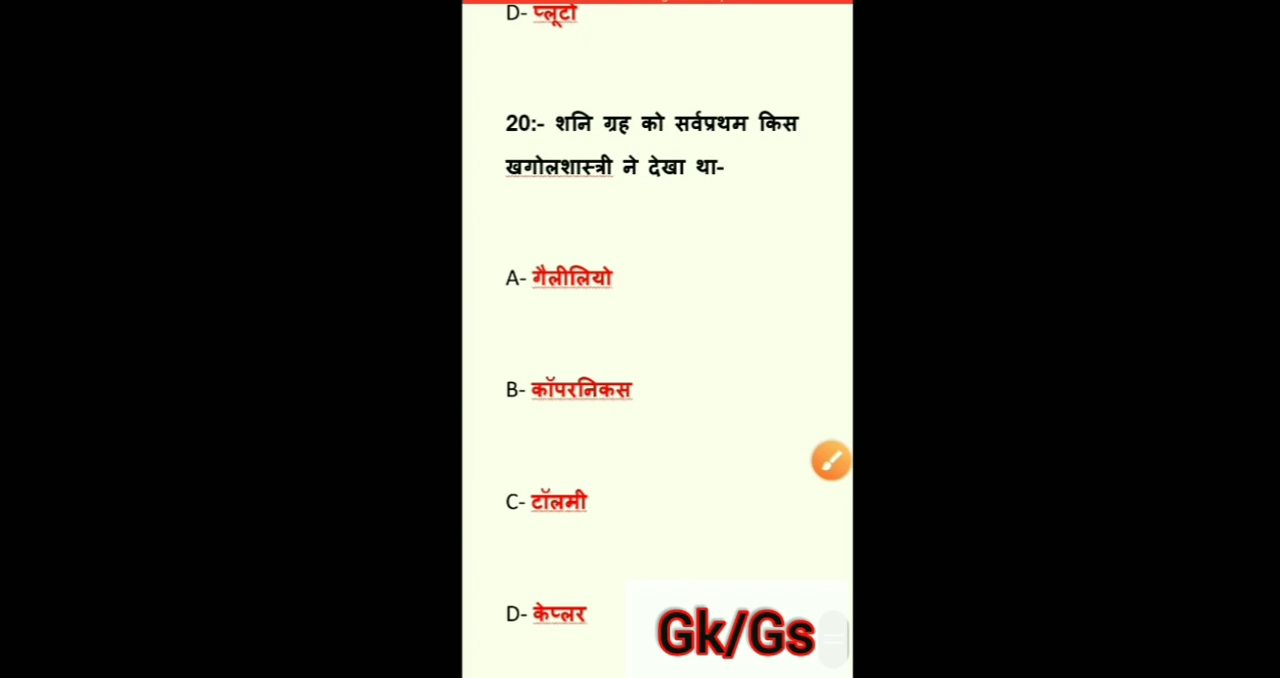 D- प्लूटो
20:- शनि ग्रह को सर्वप्रथम किस
खगोलशास्त्री ने देखा था-
A- गैलीलियो
B- कॉपरनिकस
C- टॉलमी
D- केप्लर
Gk/Gs